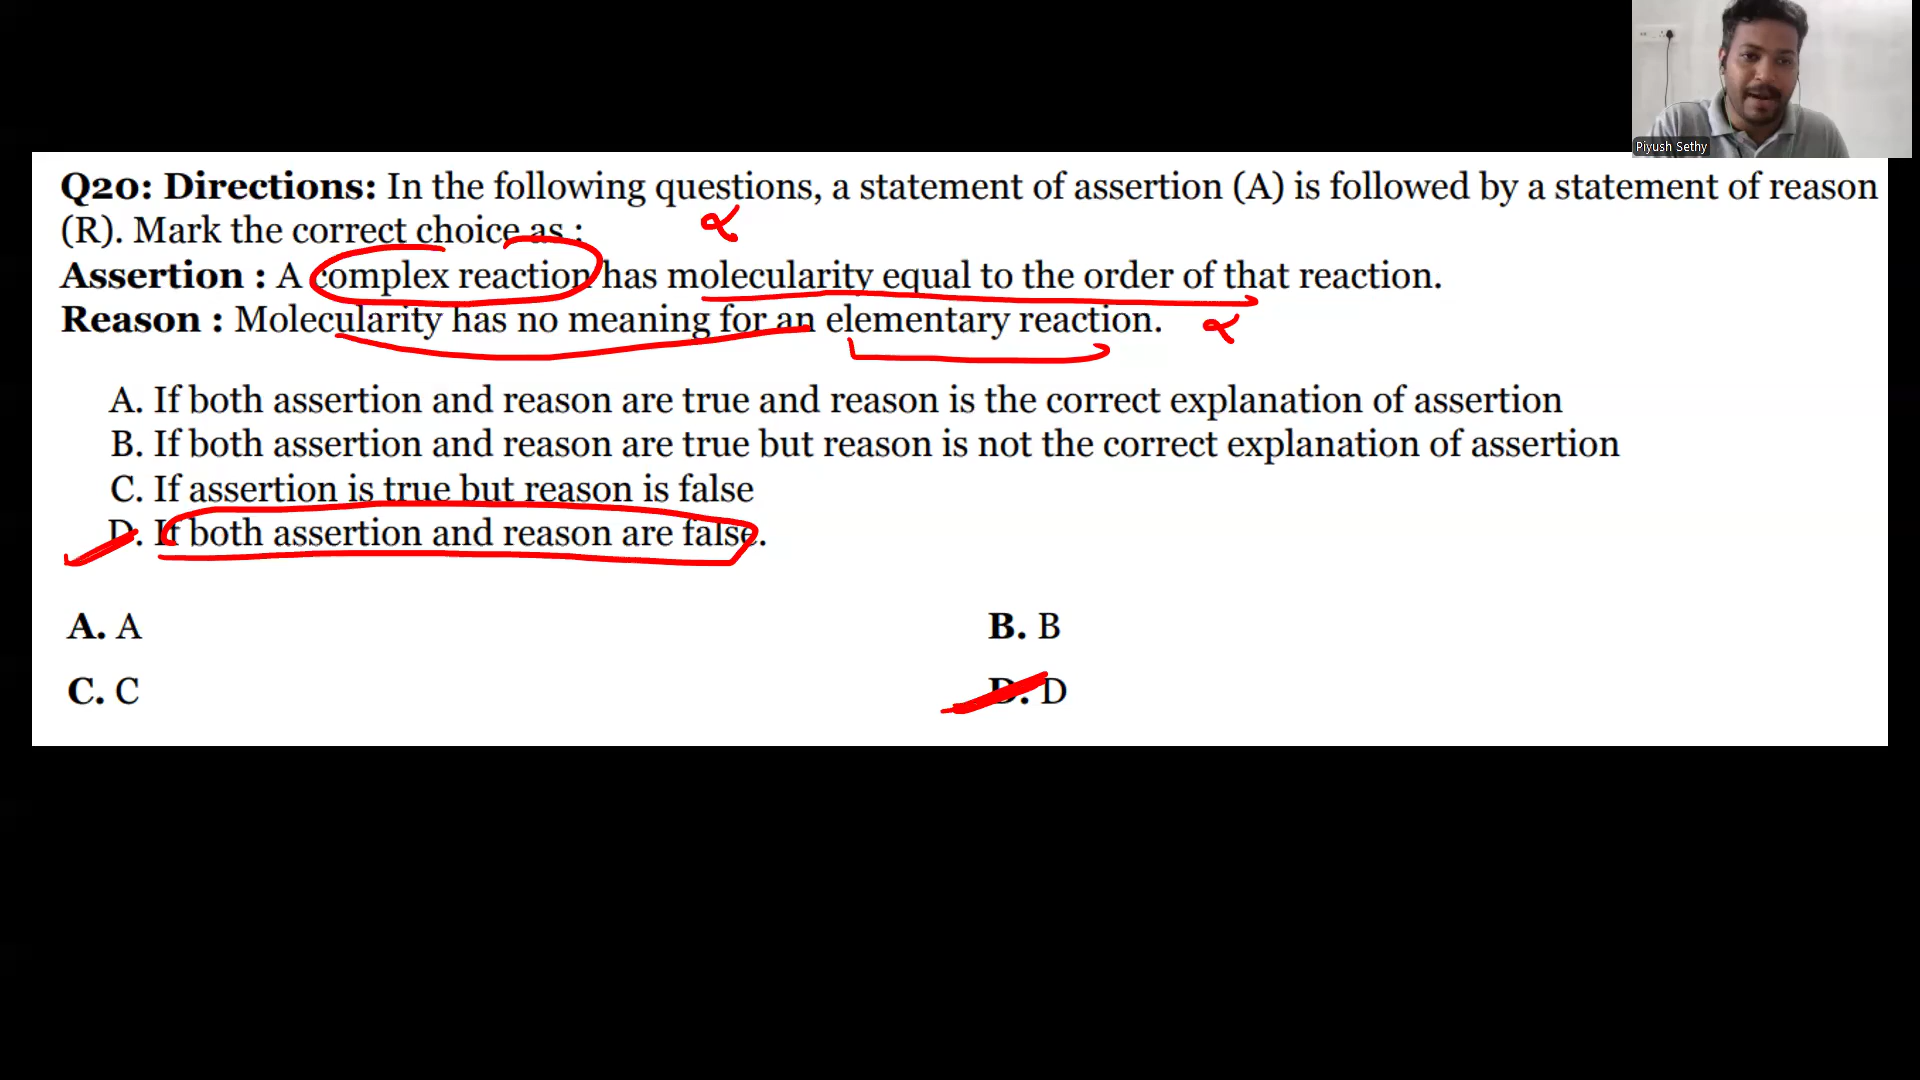 Piyush Sethy
Q20: Directions: In the following questions, a statement of assertion (A) is followed by a statement of reason
(R). Mark the correct choice as :
Assertion : A complex reaction has molecularity equal to the order of that reaction.
Reason : Molecularity has no meaning for an elementary reaction.
A. If both assertion and reason are true and reason is the correct explanation of assertion
B. If both assertion and reason are true but reason is not the correct explanation of assertion
C. If assertion is true but reason is false
D. If both assertion and reason are false.
A. A
B. B
C. C
D. D